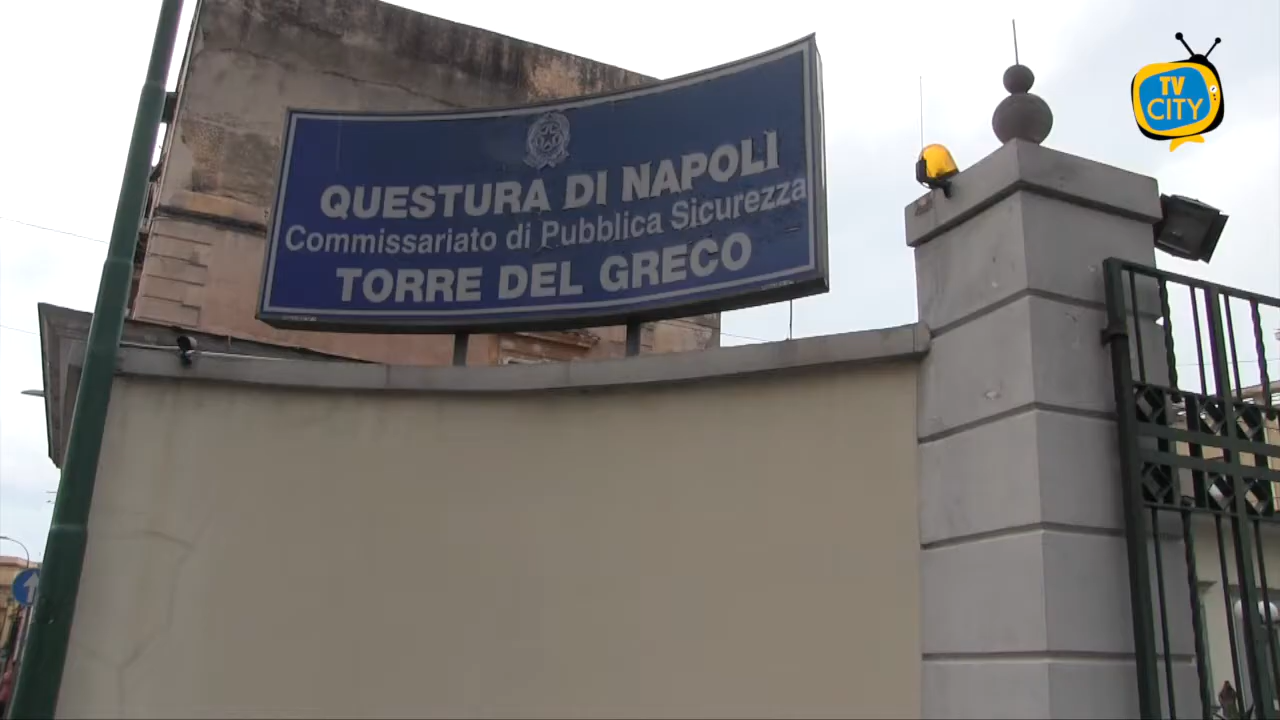 QUESTURA DI NAPOLI
Commissariato di Pubblica Sicurezza
TORRE DEL GRECO
TV
CITY